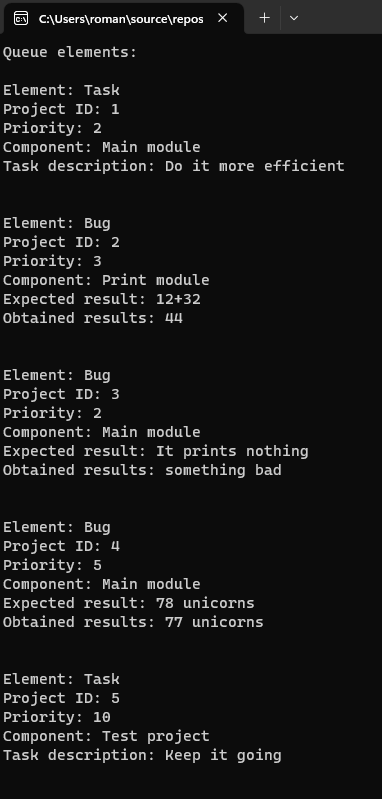 C:\Users\roman\source\repos
Queue elements:
Element: Task
Project ID: 1
Priority: 2
Component: Main module
Task description: Do it more efficient
Element: Bug
Project ID: 2
Priority: 3
Component: Print module
Expected result: 12+32
Obtained results: 44
Element: Bug
Project ID: 3
Priority: 2
Component: Main module
Expected result: It prints nothing
Obtained results: something bad
Element: Bug
Project ID: 4
Priority: 5
Component: Main module
Expected result: 78 unicorns
Obtained results: 77 unicorns
Element: Task
Project ID: 5
Priority: 10
Component: Test project
Task description: Keep it going